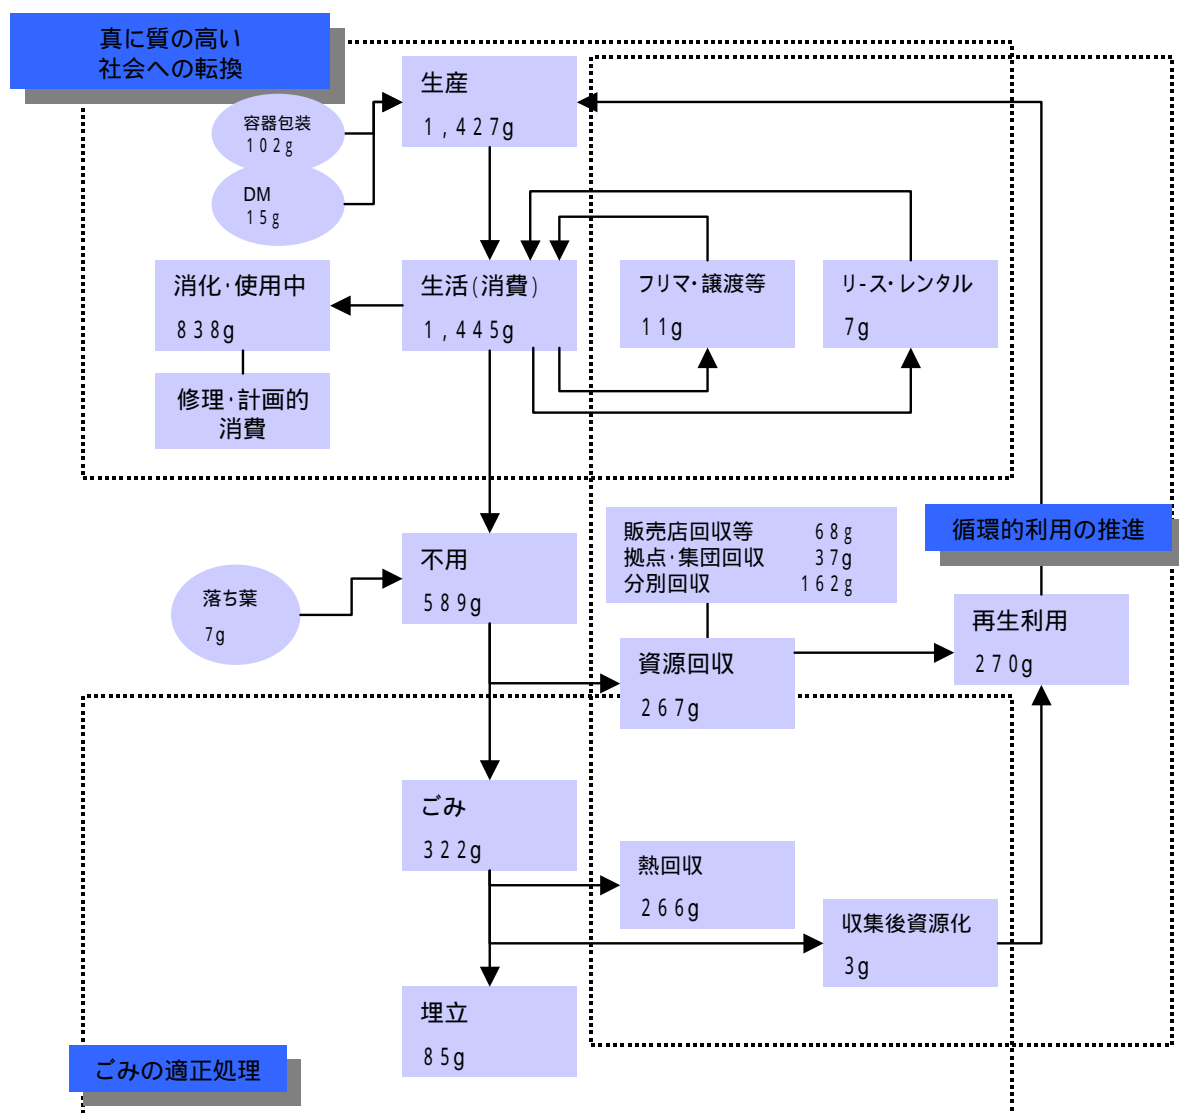 真に質の高い
社会への転換
生産
1,427g
容器包装
102g
DM
15g
消化・使用中
838g
生活(消費)
1,445g
フリマ・譲渡等
11g
リ-ス・レンタル
7g
修理・計画的
消費
循環的利用の推進
販売店回収等 68g
拠点・集団回収 37g
分別回収 162g
不用
589g
落ち葉
7g
再生利用
270g
資源回収
267g
ごみ
322g
熱回収
266g
収集後資源化
3g
埋立
85g
ごみの適正処理